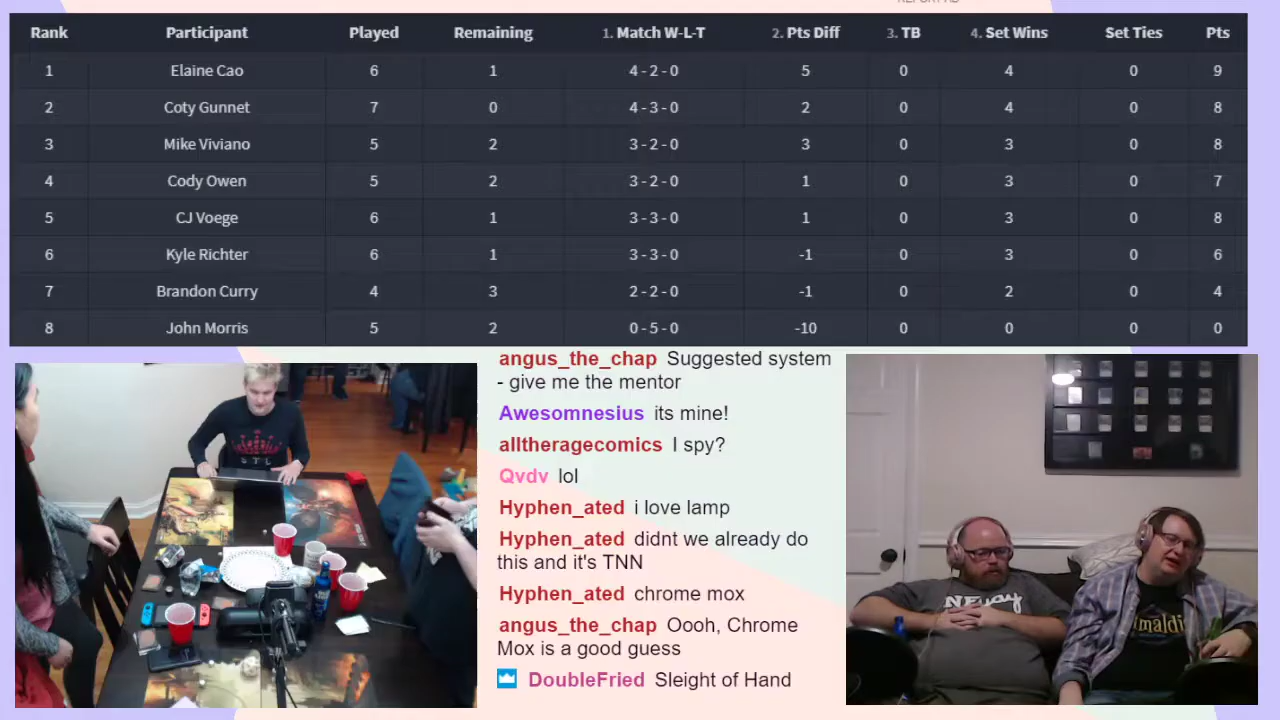 Rank Participant Played Remaining 1. Match W-L-T 2. Pts Diff 3. TB 4. Set Wins Set Ties Pts
1 Elaine Cao 6 1 4 - 2 - 0 5 0 4 0 9
2 Coty Gunnet 7 0 4 - 3 - 0 2 0 4 0 8
3 Mike Viviano 5 2 3 - 2 - 0 3 0 3 0 8
4 Cody Owen 5 2 3 - 2 - 0 1 0 3 0 7
5 CJ Voege 6 1 3 - 3 - 0 1 0 3 0 8
6 Kyle Richter 6 1 3 - 3 - 0 -1 0 3 0 6
7 Brandon Curry 4 3 2 - 2 - 0 -1 0 2 0 4
8 John Morris 5 2 0 - 5 - 0 -10 0 0 0 0
angus_the_chap Suggested system
- give me the mentor
Awesomnesius its mine!
alltheragecomics I spy?
Qvdv lol
Hyphen_ated i love lamp
Hyphen_ated didnt we already do
this and it's TNN
Hyphen_ated chrome mox
angus_the_chap Oooh, Chrome
Mox is a good guess
DoubleFried Sleight of Hand